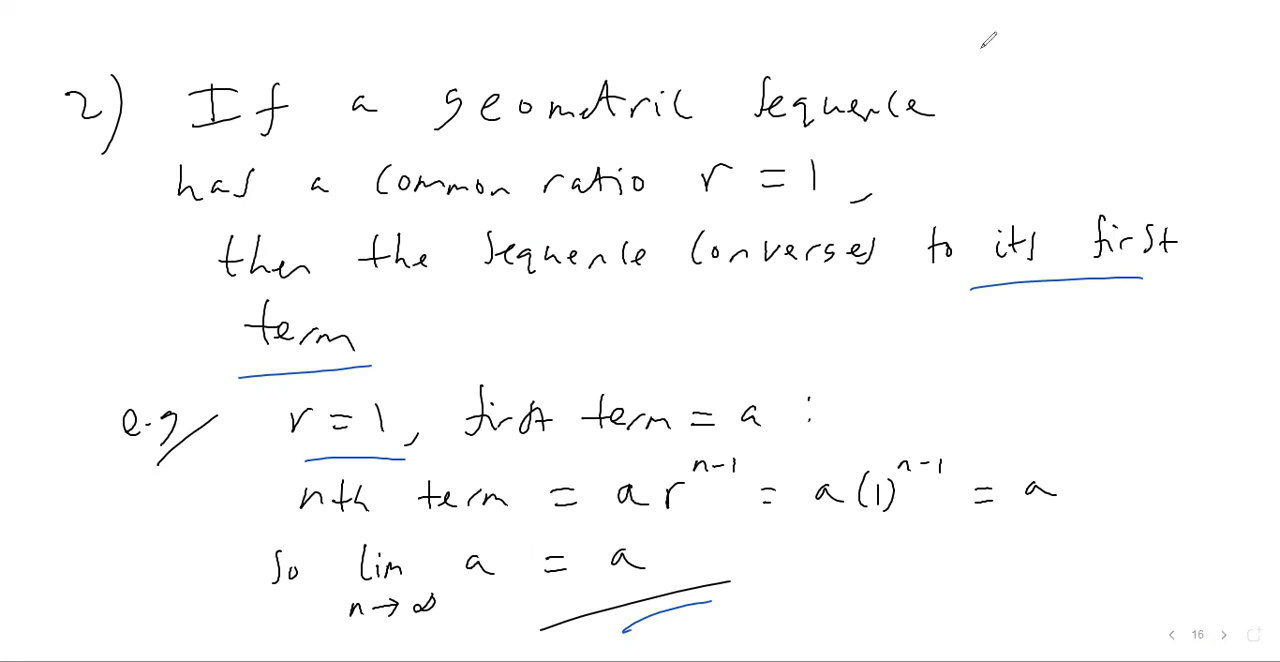 2) If a geometric sequence
has a common ratio r = 1,
then the sequence converges to its first
term
e.g/ r = 1, first term = a :
nth term = ar^{n-1} = a(1)^{n-1} = a
So lim_{n→∞} a = a
< 16 >